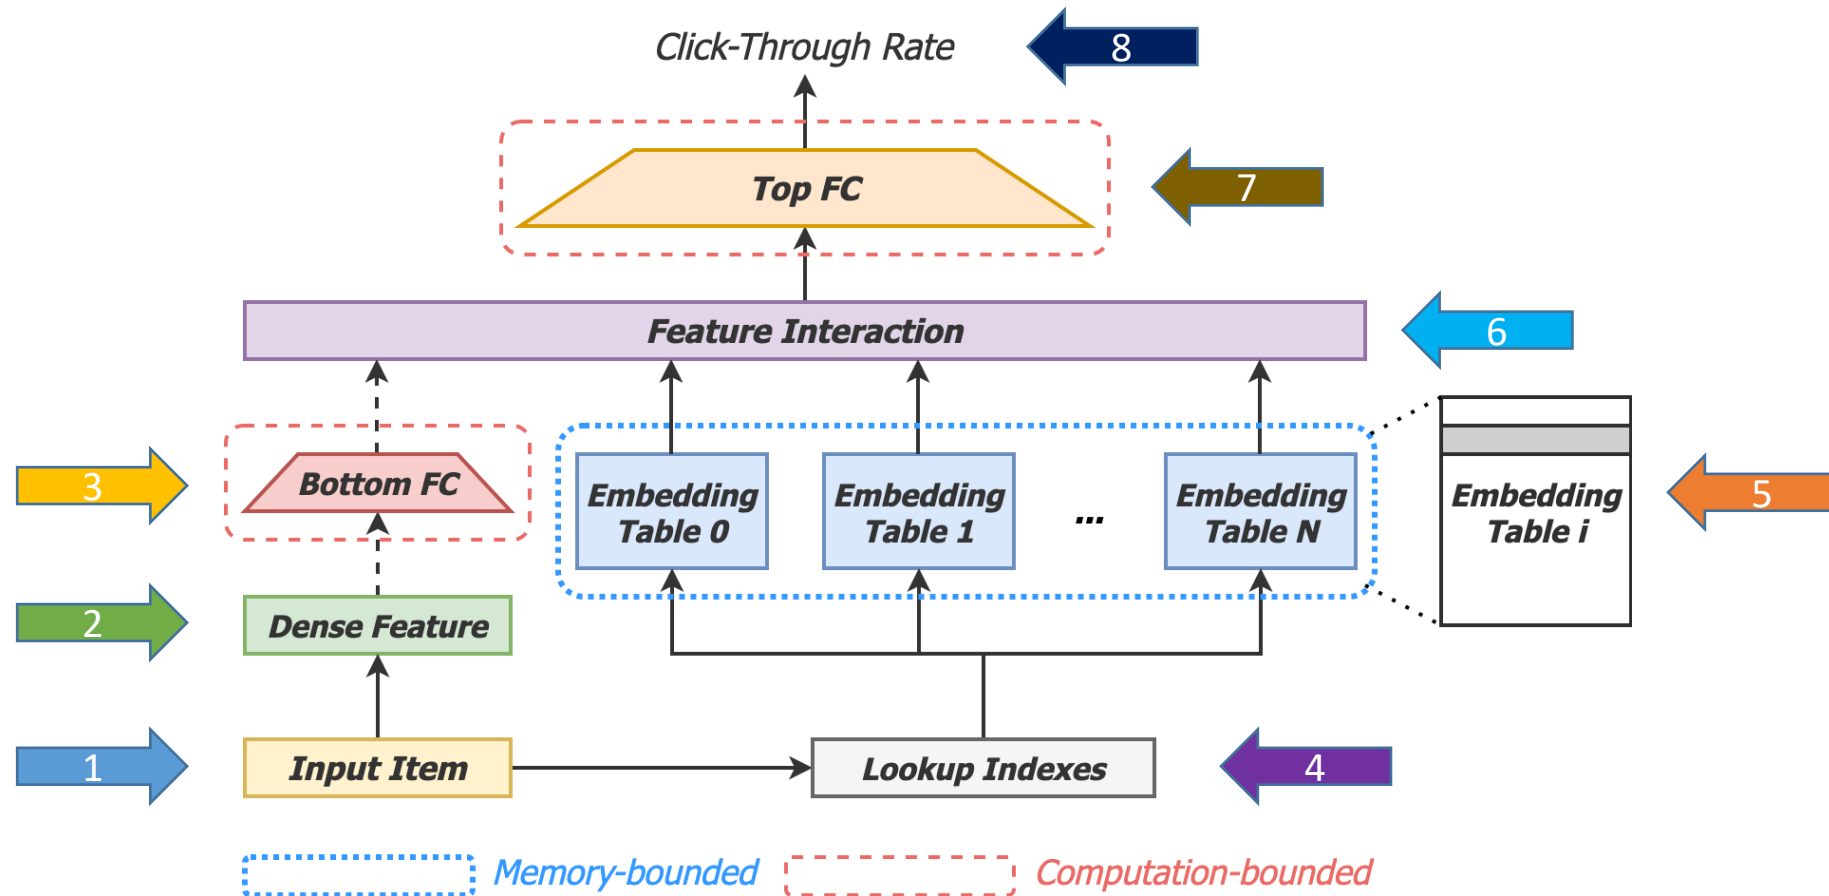 Click-Through Rate
8
Top FC
7
Feature Interaction
6
3
Bottom FC
Embedding
Table 0
Embedding
Table 1
...
Embedding
Table N
Embedding
Table i
5
2
Dense Feature
1
Input Item
Lookup Indexes
4
Memory-bounded
Computation-bounded